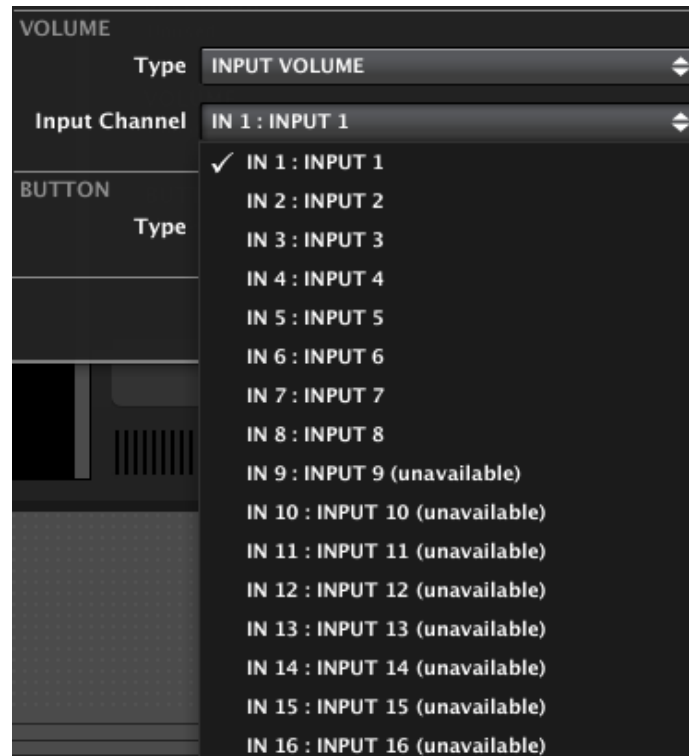 VOLUME
Type INPUT VOLUME
Input Channel IN 1 : INPUT 1
✓ IN 1 : INPUT 1
BUTTON
Type
IN 2 : INPUT 2
IN 3 : INPUT 3
IN 4 : INPUT 4
IN 5 : INPUT 5
IN 6 : INPUT 6
IN 7 : INPUT 7
IN 8 : INPUT 8
IN 9 : INPUT 9 (unavailable)
IN 10 : INPUT 10 (unavailable)
IN 11 : INPUT 11 (unavailable)
IN 12 : INPUT 12 (unavailable)
IN 13 : INPUT 13 (unavailable)
IN 14 : INPUT 14 (unavailable)
IN 15 : INPUT 15 (unavailable)
IN 16 : INPUT 16 (unavailable)